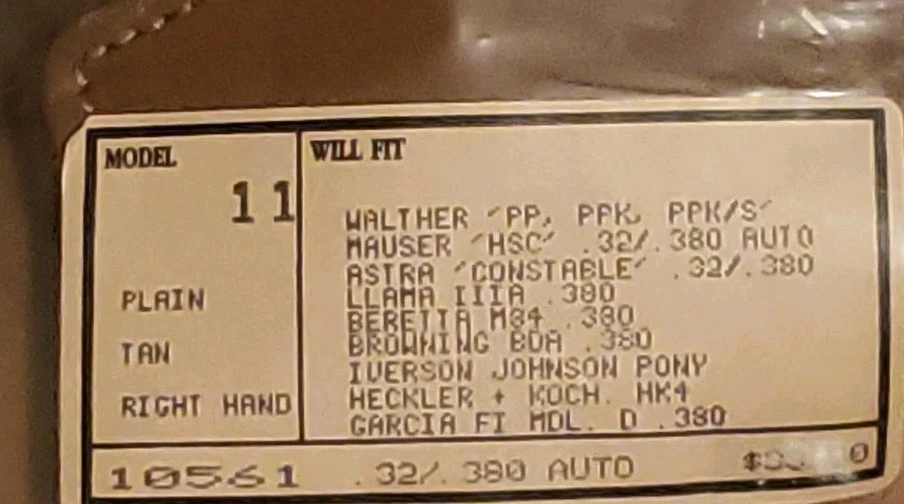 MODEL
11
PLAIN
TAN
RIGHT HAND
WILL FIT
WALTHER 'PP, PPK, PPK/S'
MAUSER 'HSC' .32/.380 AUTO
ASTRA 'CONSTABLE' .32/.380
LLAMA IIIA .380
BERETTA M84 .380
BROWNING BDA .380
IVERSON JOHNSON PONY
HECKLER + KOCH. HK4
GARCIA FI MDL. D .380
10561 .32/.380 AUTO